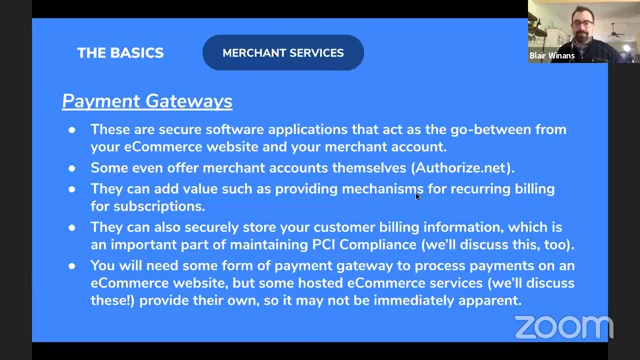 THE BASICS
MERCHANT SERVICES
Blair Winans
Payment Gateways
● These are secure software applications that act as the go-between from
your eCommerce website and your merchant account.
● Some even offer merchant accounts themselves (Authorize.net).
● They can add value such as providing mechanisms for recurring billing
for subscriptions.
● They can also securely store your customer billing information, which is
an important part of maintaining PCI Compliance (we'll discuss this, too).
● You will need some form of payment gateway to process payments on an
eCommerce website, but some hosted eCommerce services (we'll discuss
these!) provide their own, so it may not be immediately apparent.
zoom